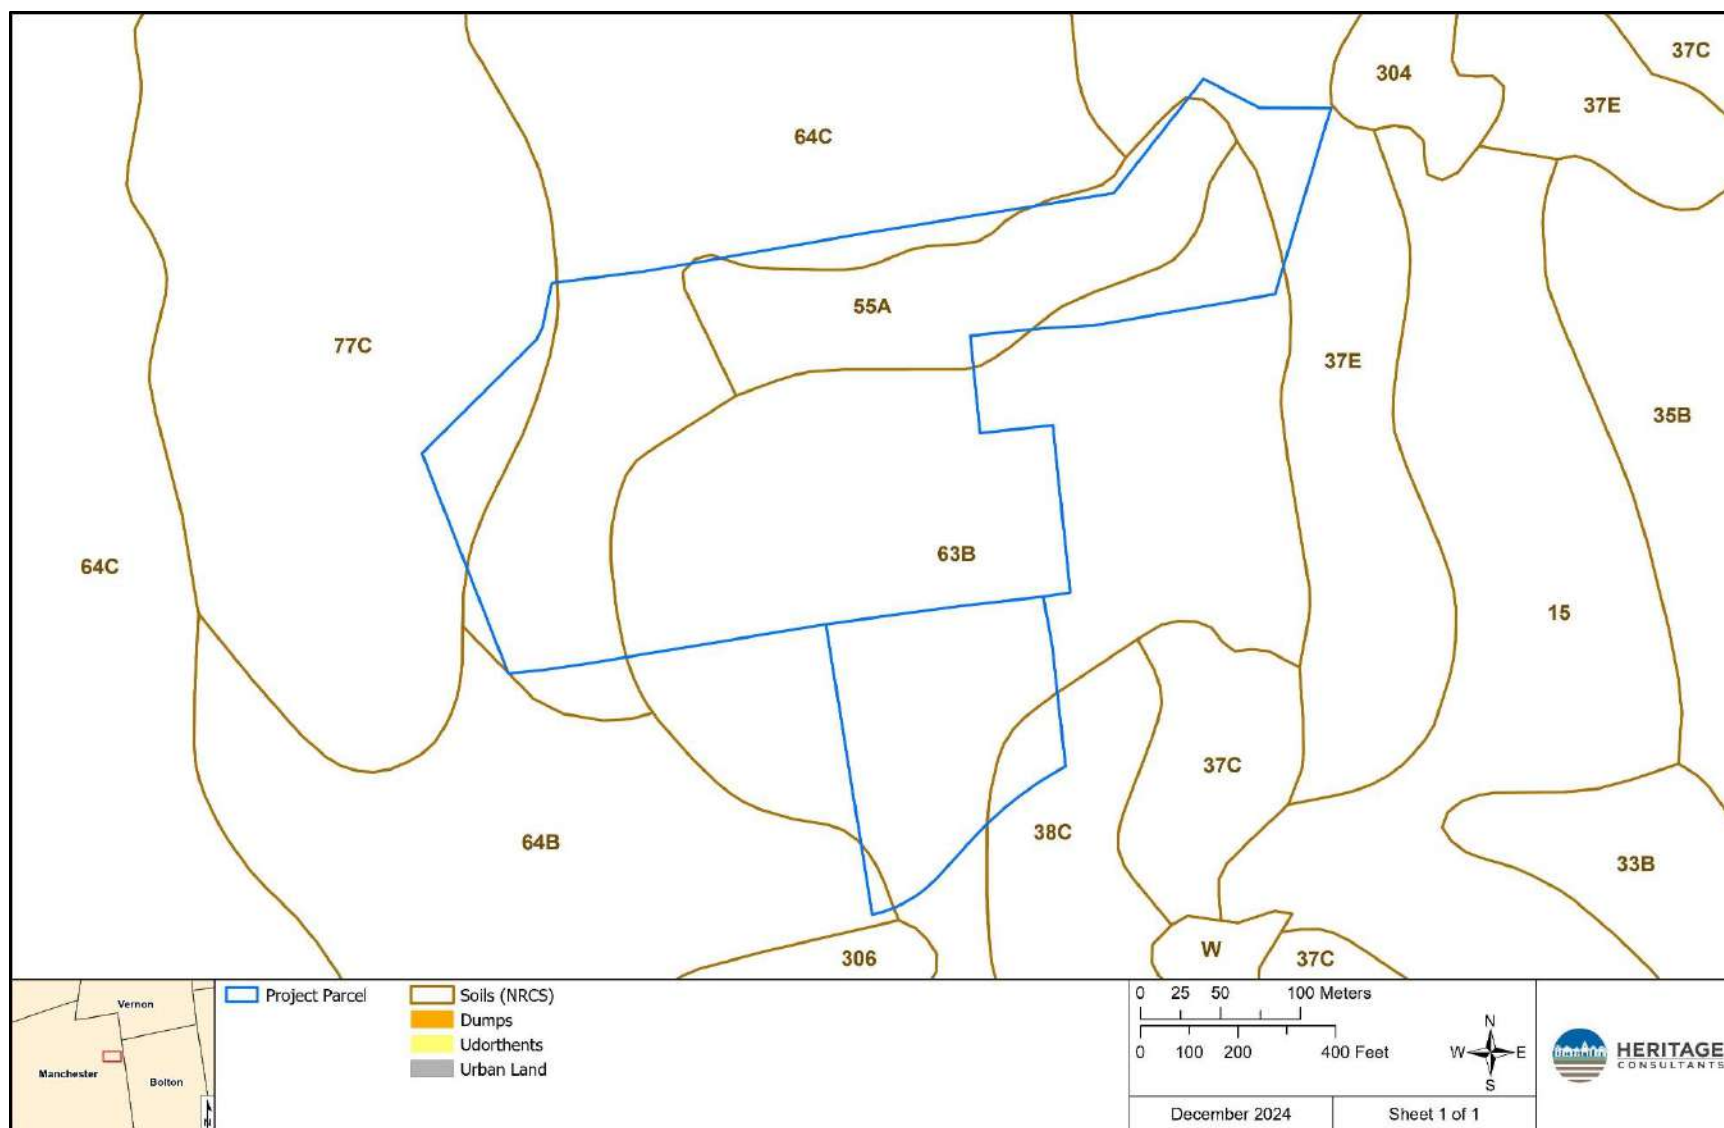 37C
304
37E
64C
55A
77C
37E
35B
63B
64C
15
37C
38C
64B
33B
306
W
37C
Vernon
Manchester
Bolton
N
Project Parcel
Soils (NRCS)
Dumps
Udorthents
Urban Land
0 25 50 100 Meters
0 100 200 400 Feet
N
W E
S
December 2024
Sheet 1 of 1
HERITAGE
CONSULTANTS